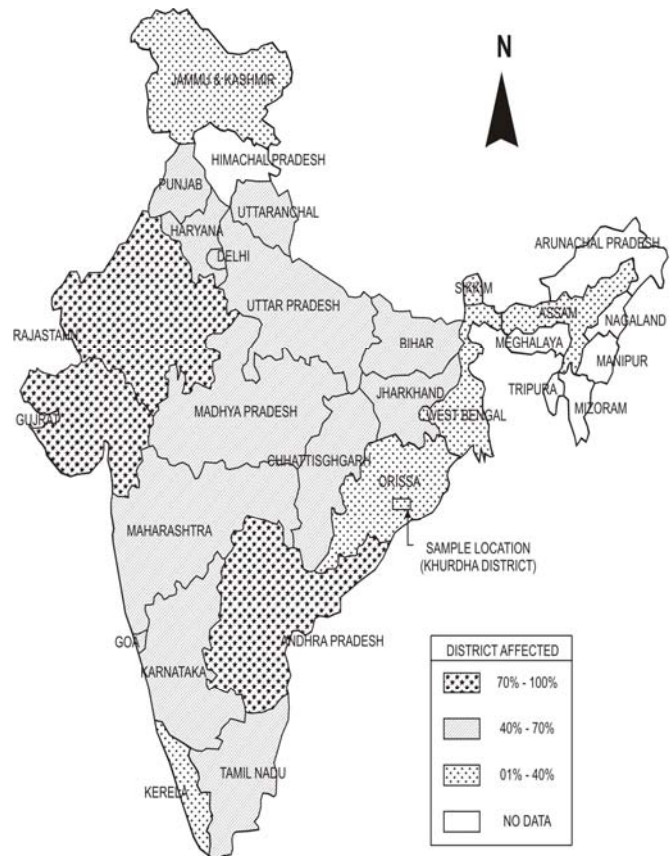 N
JAMMU & KASHMIR
HIMACHAL PRADESH
PUNJAB
UTTARANCHAL
HARYANA
DELHI
ARUNACHAL PRADESH
SIKKIM
ASSAM
UTTAR PRADESH
NAGALAND
RAJASTAHN
BIHAR
MEGHALAYA
MANIPUR
JHARKHAND
TRIPURA
MIZORAM
MADHYA PRADESH
WEST BENGAL
GUJRAT
CUHATTISGHGARH
ORISSA
MAHARASHTRA
SAMPLE LOCATION
(KHURDHA DISTRICT)
GOA
ANDHRA PRADESH
KARNATAKA
TAMIL NADU
KERELA
DISTRICT AFFECTED
70% - 100%
40% - 70%
01% - 40%
NO DATA